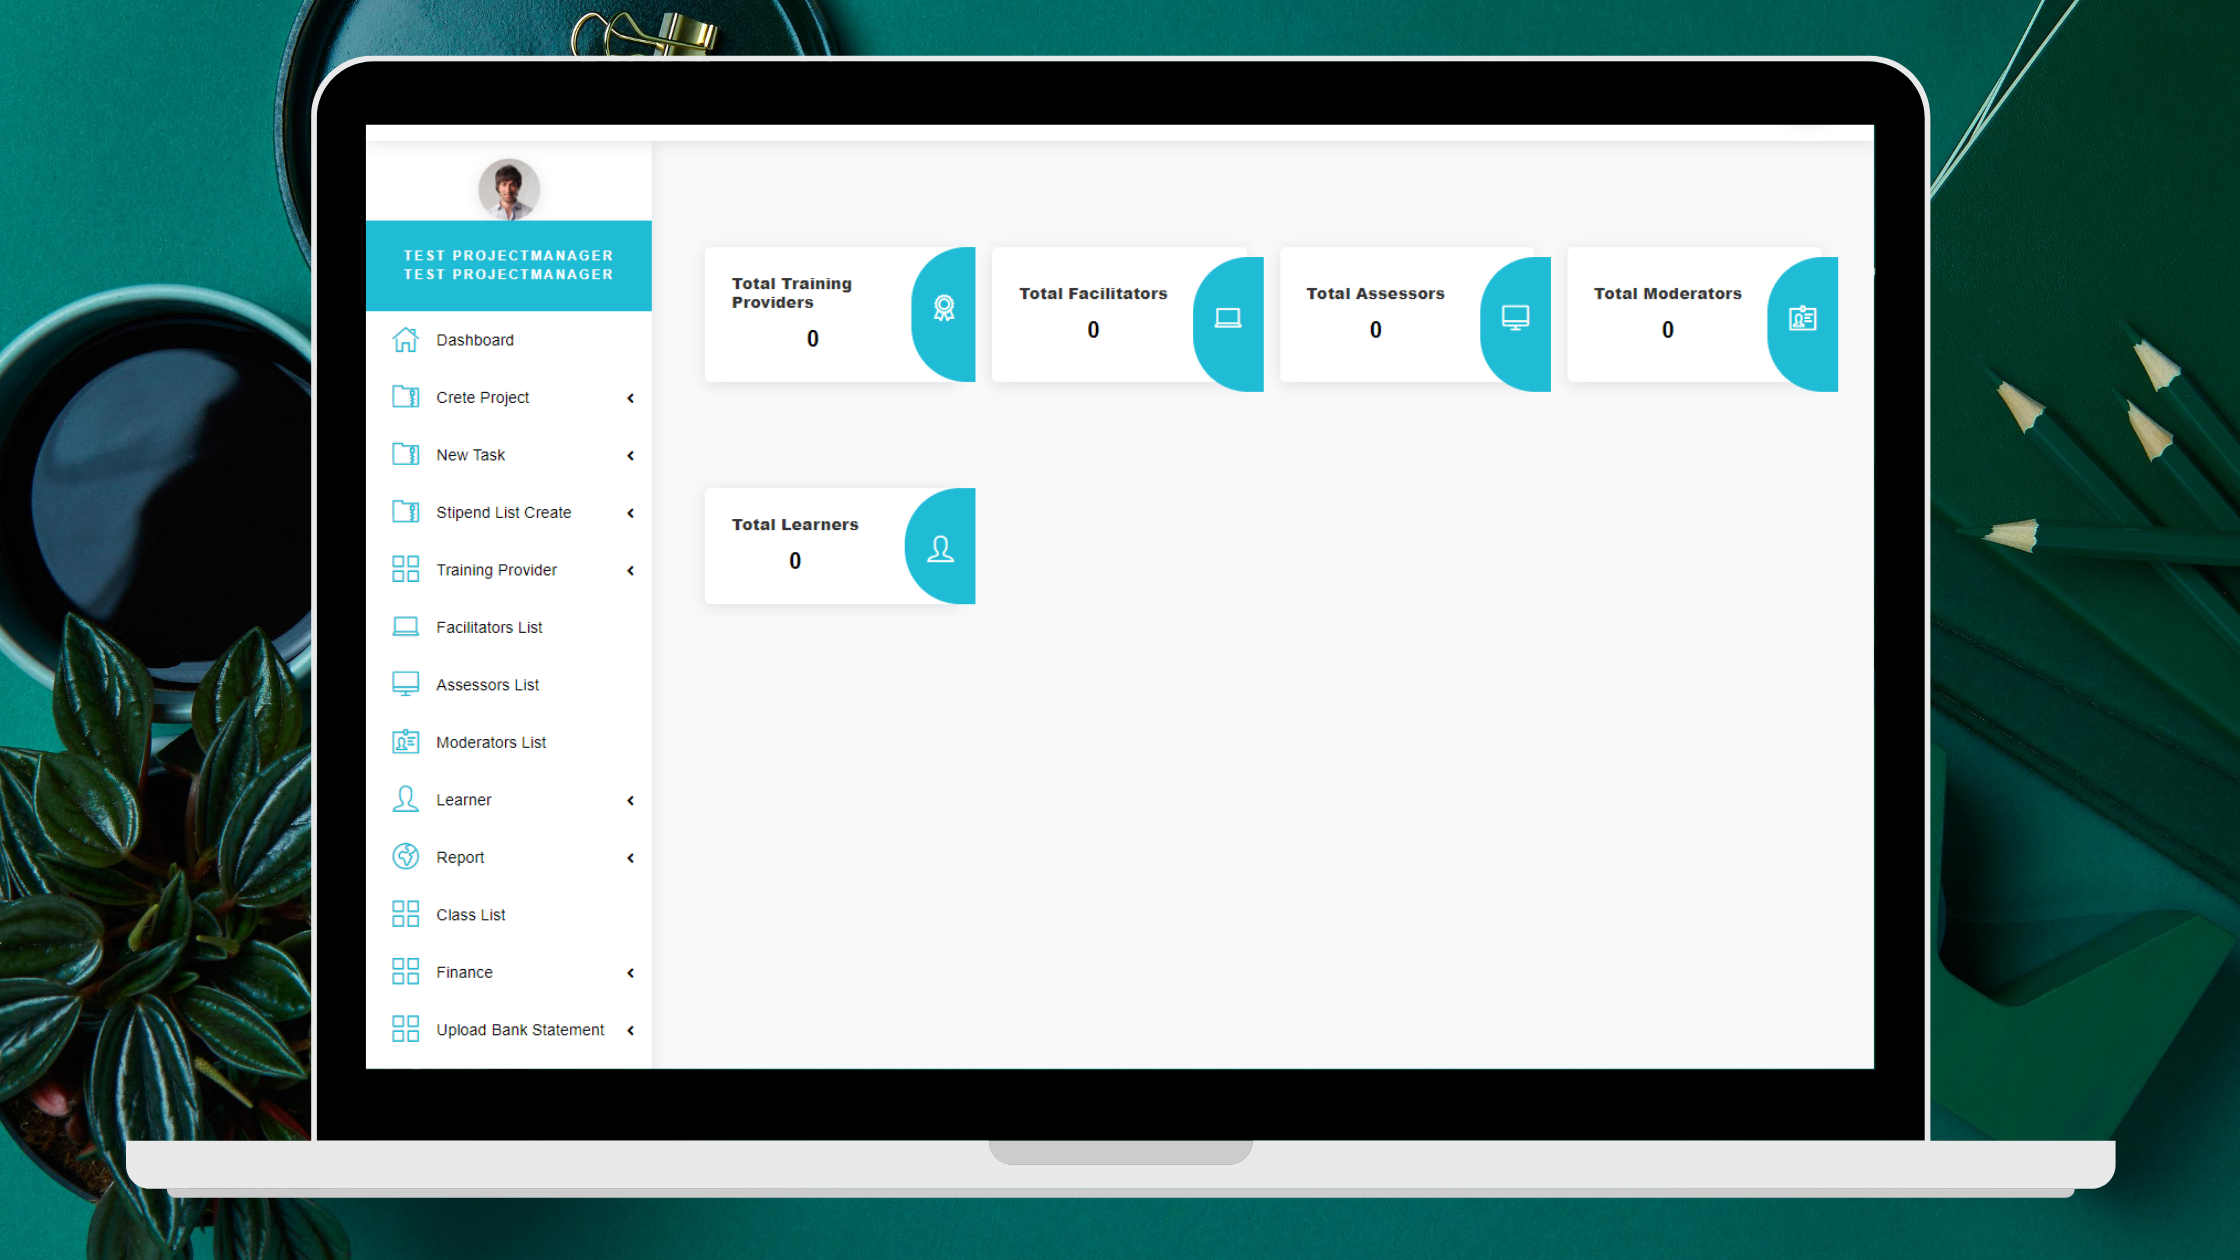 TEST PROJECTMANAGER
TEST PROJECTMANAGER
Dashboard
Crete Project
New Task
Stipend List Create
Training Provider
Facilitators List
Assessors List
Moderators List
Learner
Report
Class List
Finance
Upload Bank Statement
Total Training
Providers
0
Total Facilitators
0
Total Assessors
0
Total Moderators
0
Total Learners
0